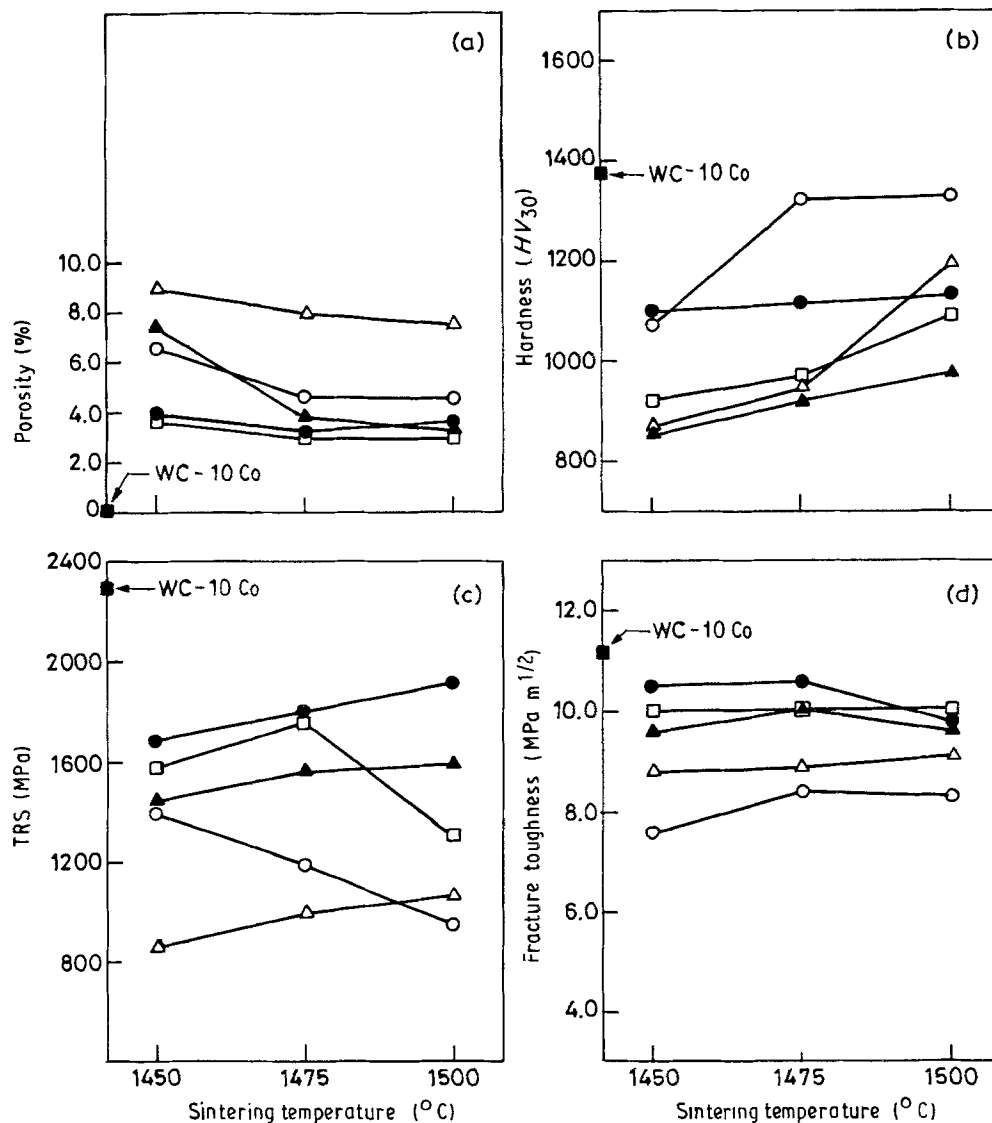 (a)
Porosity (%)
10.0
8.0
6.0
4.0
2.0
0
WC-10 Co
(b)
Hardness (HV30)
1600
1400
1200
1000
800
WC-10 Co
(c)
TRS (MPa)
2400
2000
1600
1200
800
WC-10 Co
1450 1475 1500
Sintering temperature (°C)
(d)
Fracture toughness (MPa m1/2)
12.0
10.0
8.0
6.0
4.0
WC-10 Co
1450 1475 1500
Sintering temperature (°C)